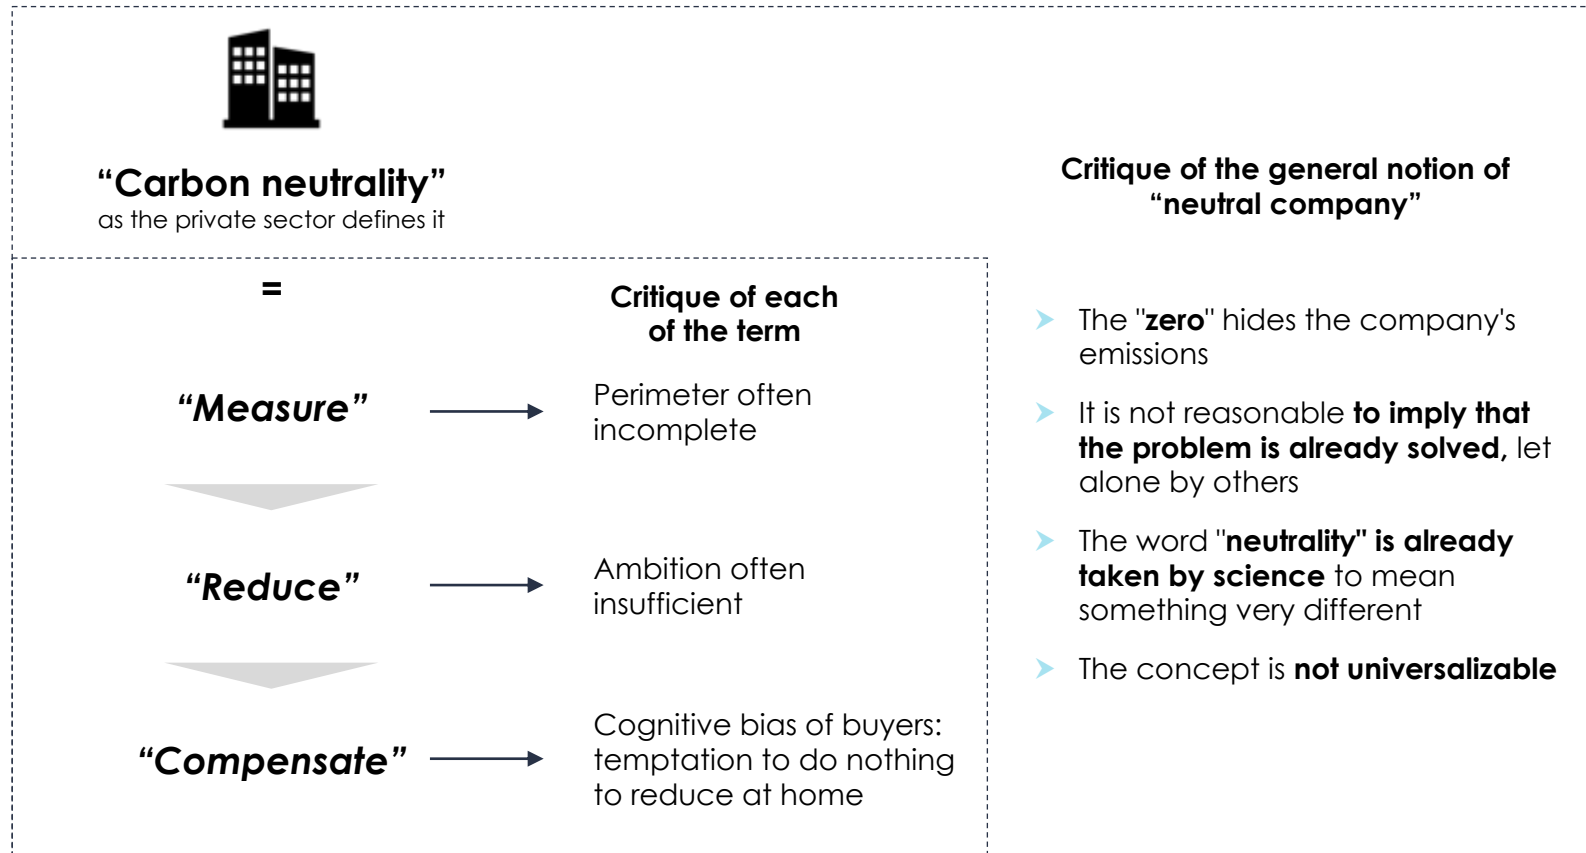 “Carbon neutrality”
as the private sector defines it
=
Critique of each
of the term
“Measure”
Perimeter often
incomplete
“Reduce”
Ambition often
insufficient
“Compensate”
Cognitive bias of buyers:
temptation to do nothing
to reduce at home
Critique of the general notion of
“neutral company”
The "zero" hides the company's
emissions
It is not reasonable to imply that
the problem is already solved, let
alone by others
The word "neutrality" is already
taken by science to mean
something very different
The concept is not universalizable